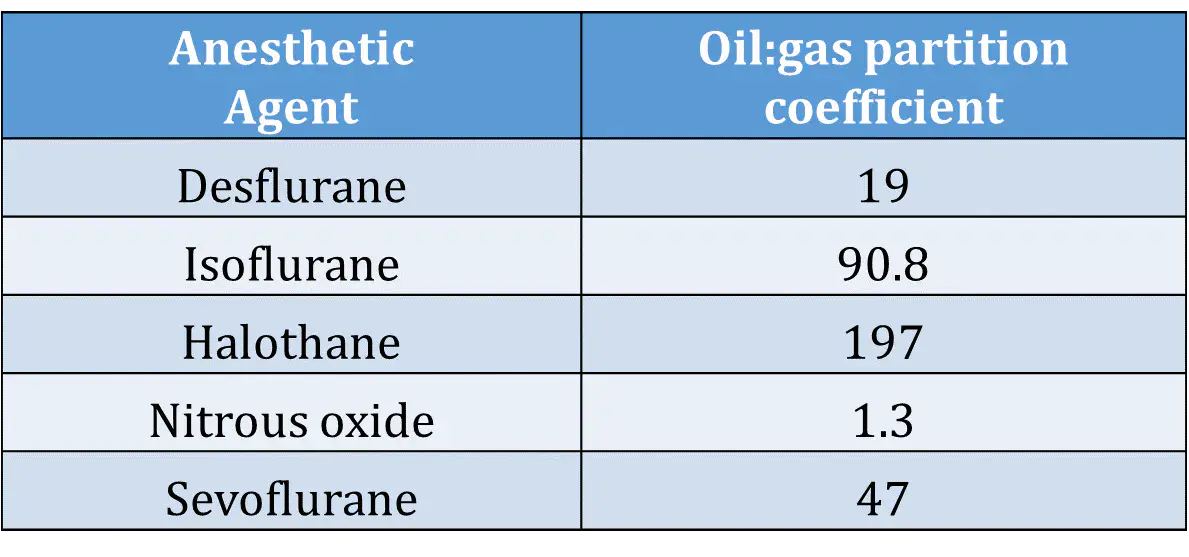 Anesthetic Oil:gas partition
Agent coefficient
Desflurane 19
Isoflurane 90.8
Halothane 197
Nitrous oxide 1.3
Sevoflurane 47